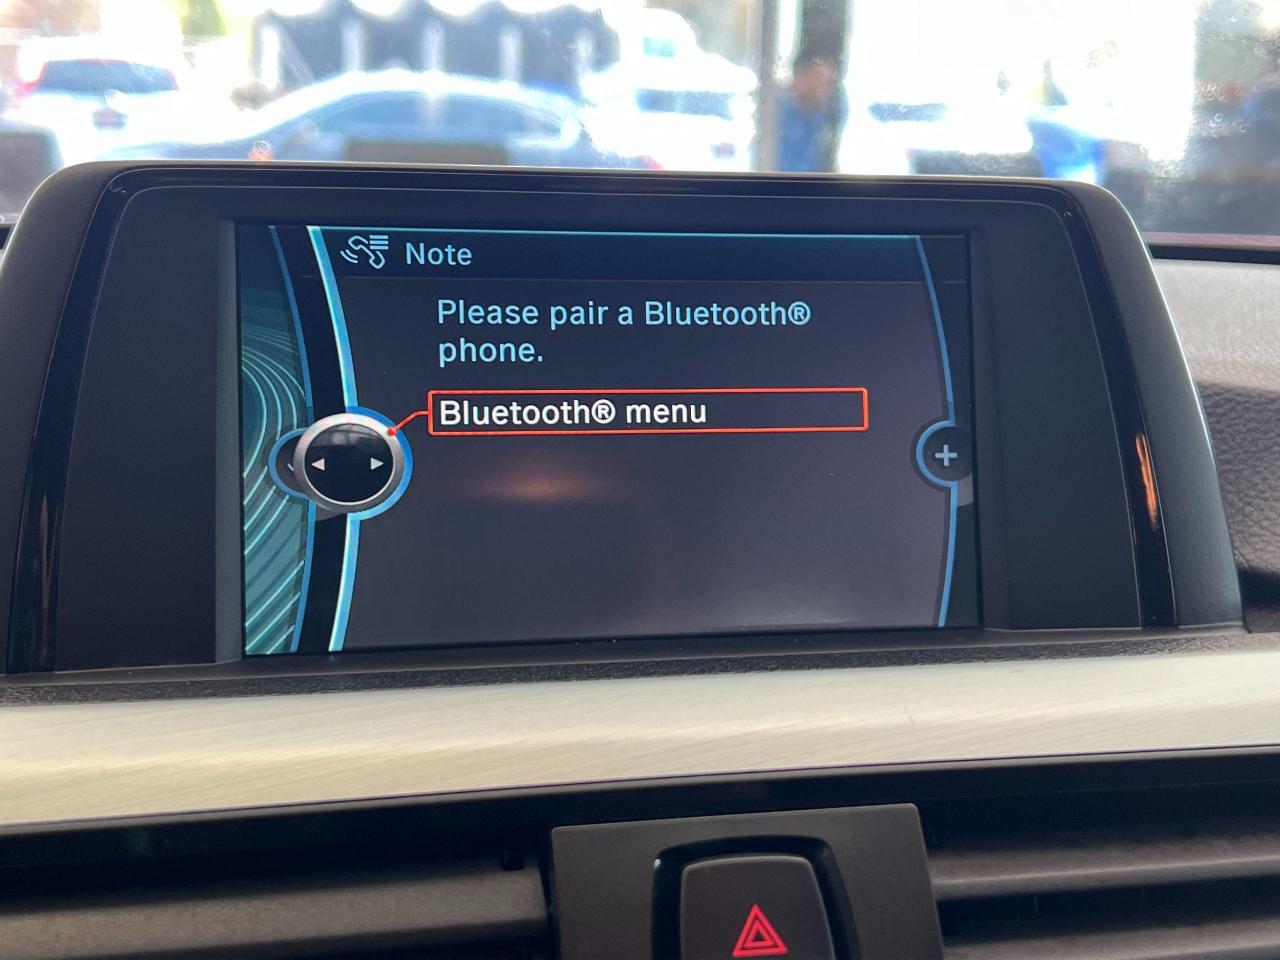 Note
Please pair a Bluetooth®
phone.
Bluetooth® menu